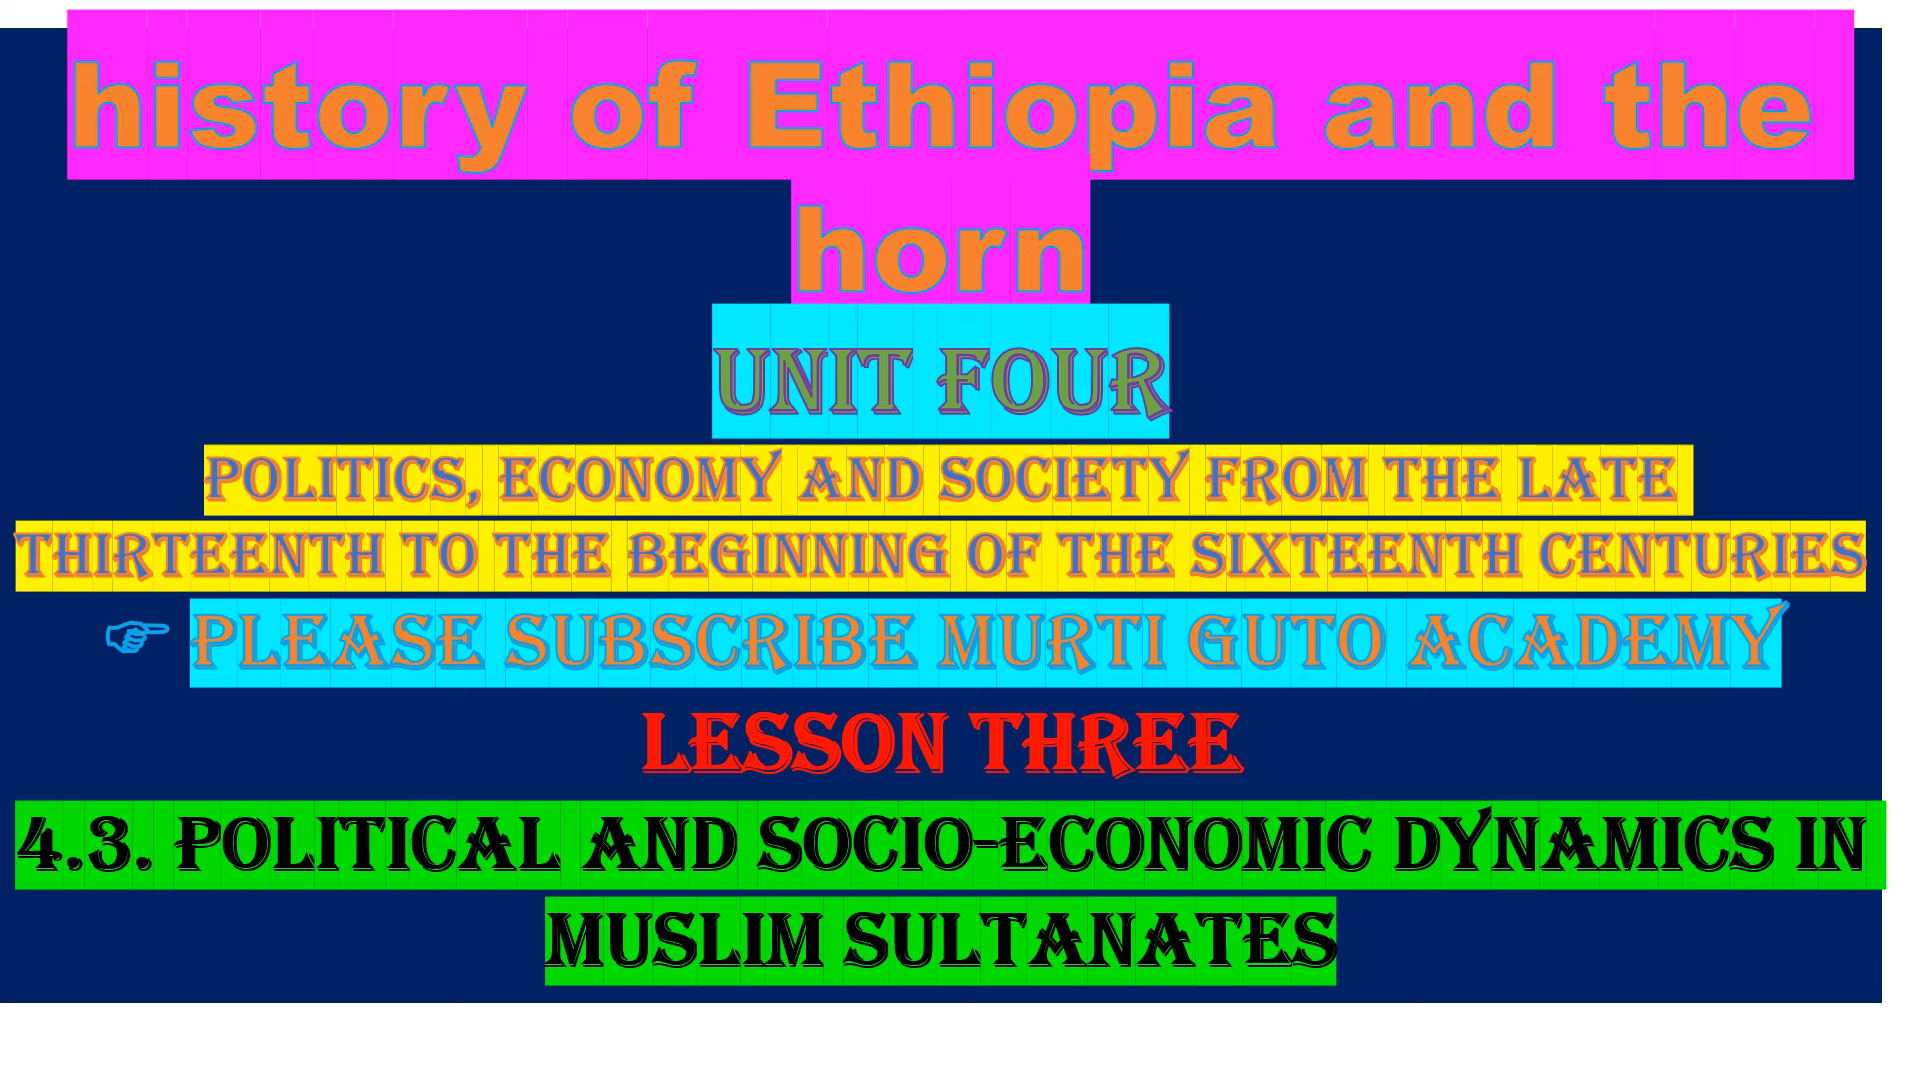 history of Ethiopia and the
horn
UNIT FOUR
POLITICS, ECONOMY AND SOCIETY FROM THE LATE
THIRTEENTH TO THE BEGINNING OF THE SIXTEENTH CENTURIES
☞ PLEASE SUBSCRIBE MURTI GUTO ACADEMY
LESSON THREE
4.3. POLITICAL AND SOCIO-ECONOMIC DYNAMICS IN
MUSLIM SULTANATES